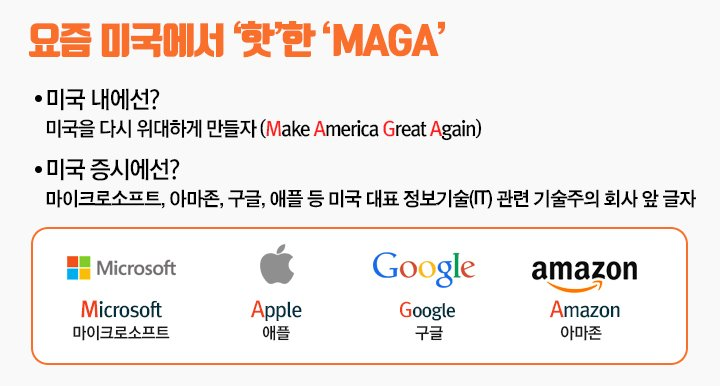 요즘 미국에서 ‘핫’한 ‘MAGA’
• 미국 내에선?
미국을 다시 위대하게 만들자 (Make America Great Again)
• 미국 증시에선?
마이크로소프트, 아마존, 구글, 애플 등 미국 대표 정보기술(IT) 관련 기술주의 회사 앞 글자
Microsoft Google amazon
Microsoft Apple Google Amazon
마이크로소프트 애플 구글 아마존